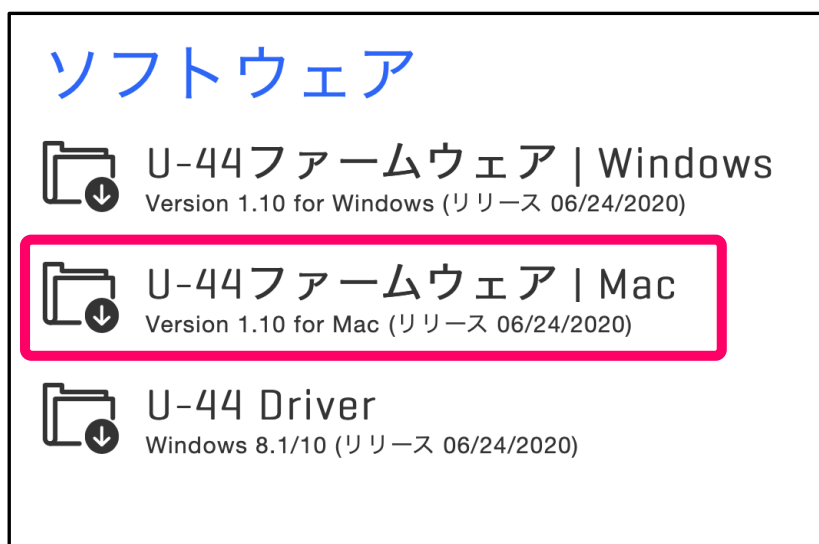 ソフトウェア
U-44ファームウェア | Windows
Version 1.10 for Windows (リリース 06/24/2020)
U-44ファームウェア | Mac
Version 1.10 for Mac (リリース 06/24/2020)
U-44 Driver
Windows 8.1/10 (リリース 06/24/2020)